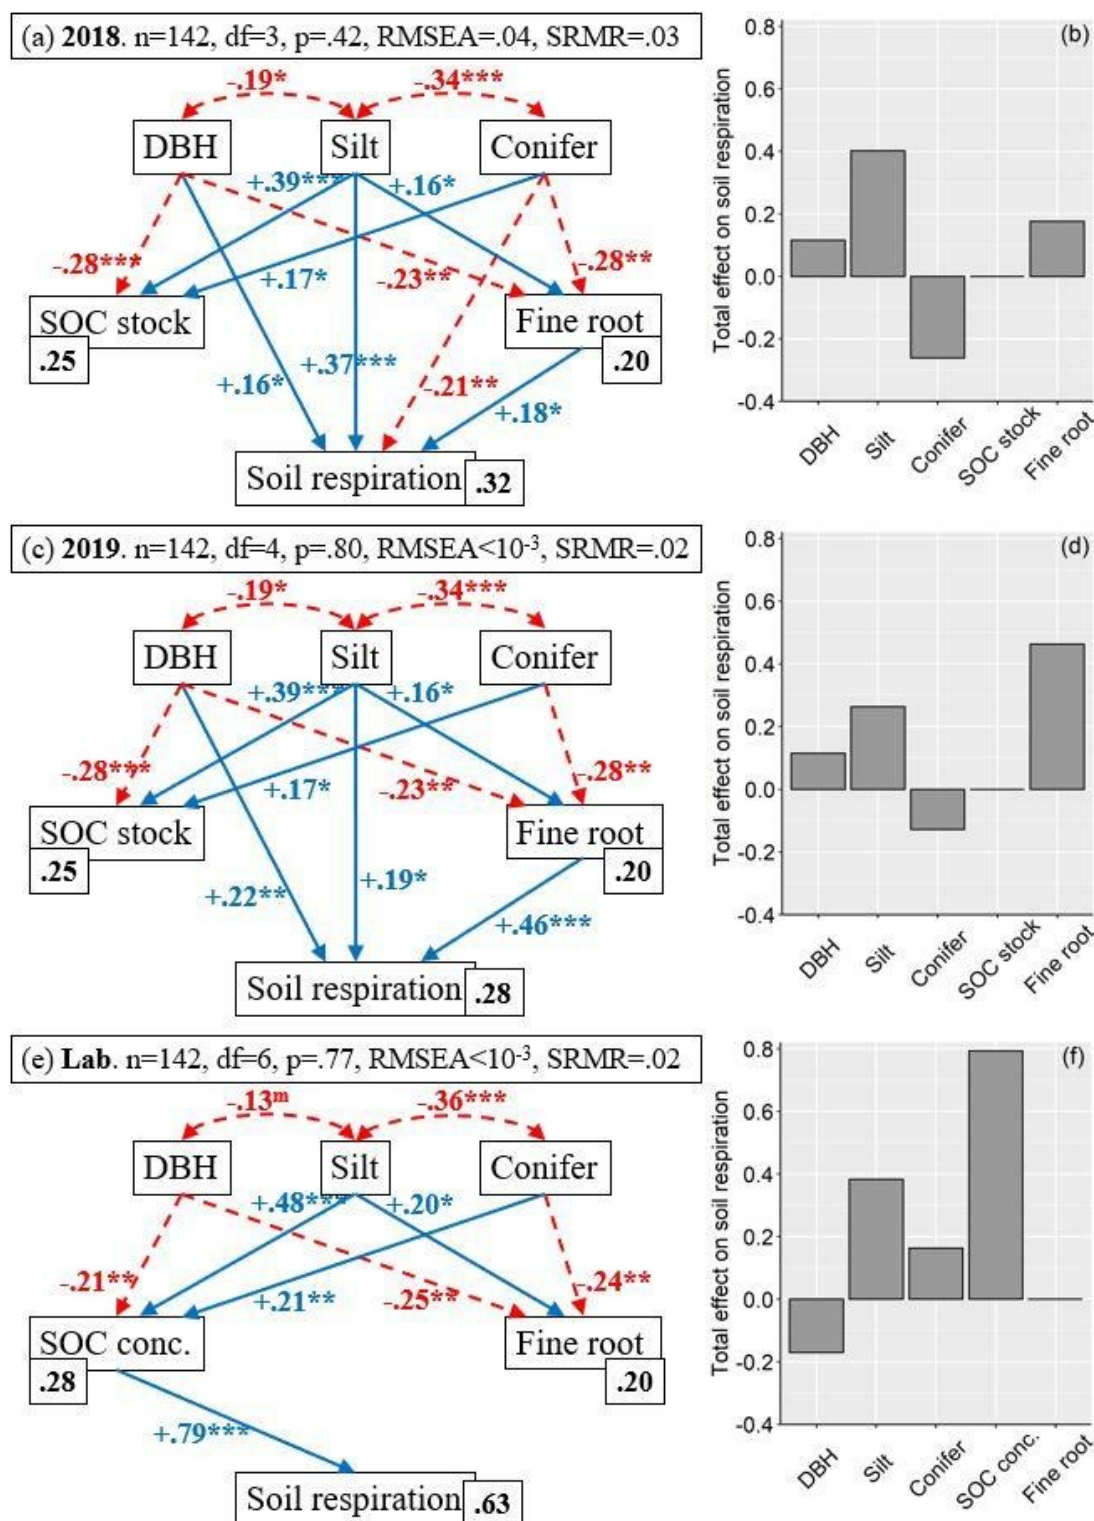 (a) 2018. n=142, df=3, p=.42, RMSEA=.04, SRMR=.03
-.19*
-.34***
DBH
Silt
Conifer
+.39***
+.16*
-.28***
+.17*
-.23**
-.28**
SOC stock
.25
Fine root
.20
+.16*
+.37***
-.21**
+.18*
Soil respiration
.32
(b)
Total effect on soil respiration
0.8
0.6
0.4
0.2
0.0
-0.2
-0.4
DBH
Silt
Conifer
SOC stock
Fine root
(c) 2019. n=142, df=4, p=.80, RMSEA<10⁻³, SRMR=.02
-.19*
-.34***
DBH
Silt
Conifer
+.39***
+.16*
-.28***
+.17*
-.23**
-.28**
SOC stock
.25
Fine root
.20
+.22**
+.19*
+.46***
Soil respiration
.28
(d)
Total effect on soil respiration
0.8
0.6
0.4
0.2
0.0
-0.2
-0.4
DBH
Silt
Conifer
SOC stock
Fine root
(e) Lab. n=142, df=6, p=.77, RMSEA<10⁻³, SRMR=.02
-.13ᵐ
-.36***
DBH
Silt
Conifer
+.48***
+.20*
-.21**
+.21**
-.25**
-.24**
SOC conc.
.28
Fine root
.20
+.79***
Soil respiration
.63
(f)
Total effect on soil respiration
0.8
0.6
0.4
0.2
0.0
-0.2
-0.4
DBH
Silt
Conifer
SOC conc.
Fine root